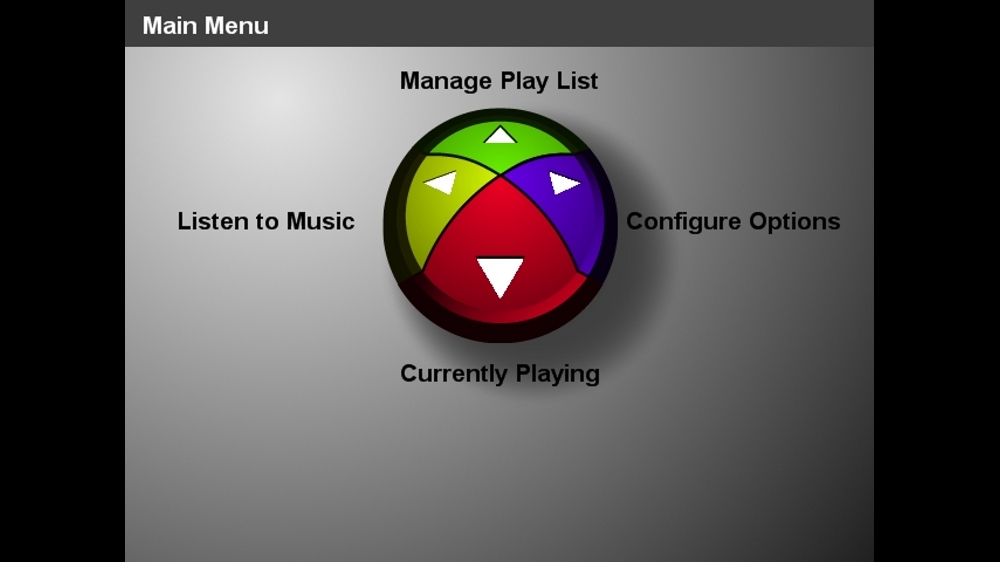 Main Menu
Manage Play List
Listen to Music
Configure Options
Currently Playing